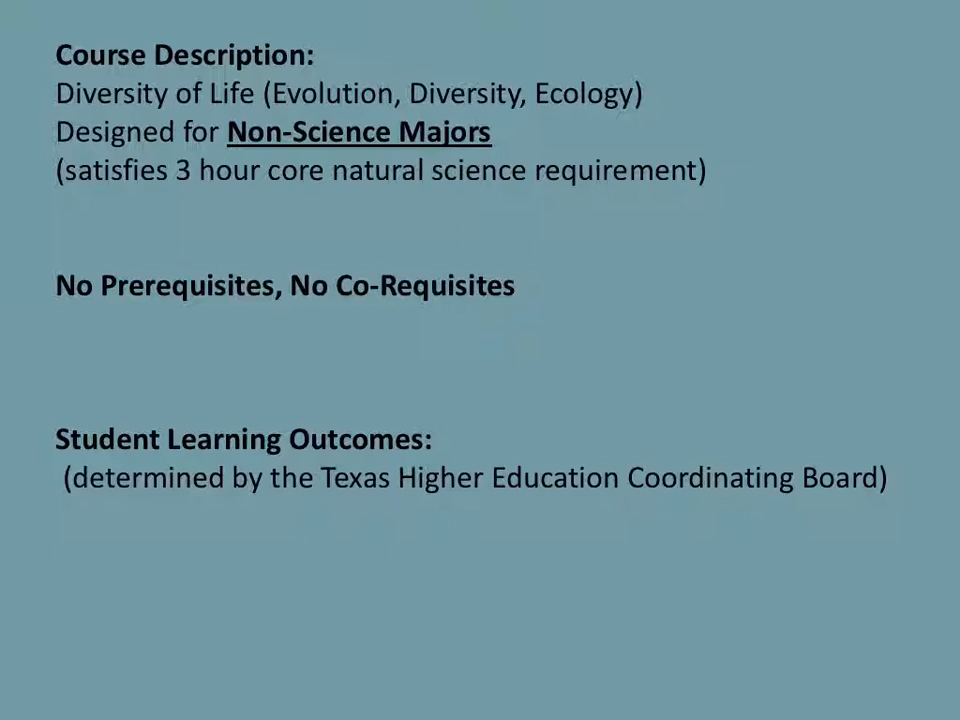 Course Description:
Diversity of Life (Evolution, Diversity, Ecology)
Designed for Non-Science Majors
(satisfies 3 hour core natural science requirement)
No Prerequisites, No Co-Requisites
Student Learning Outcomes:
(determined by the Texas Higher Education Coordinating Board)